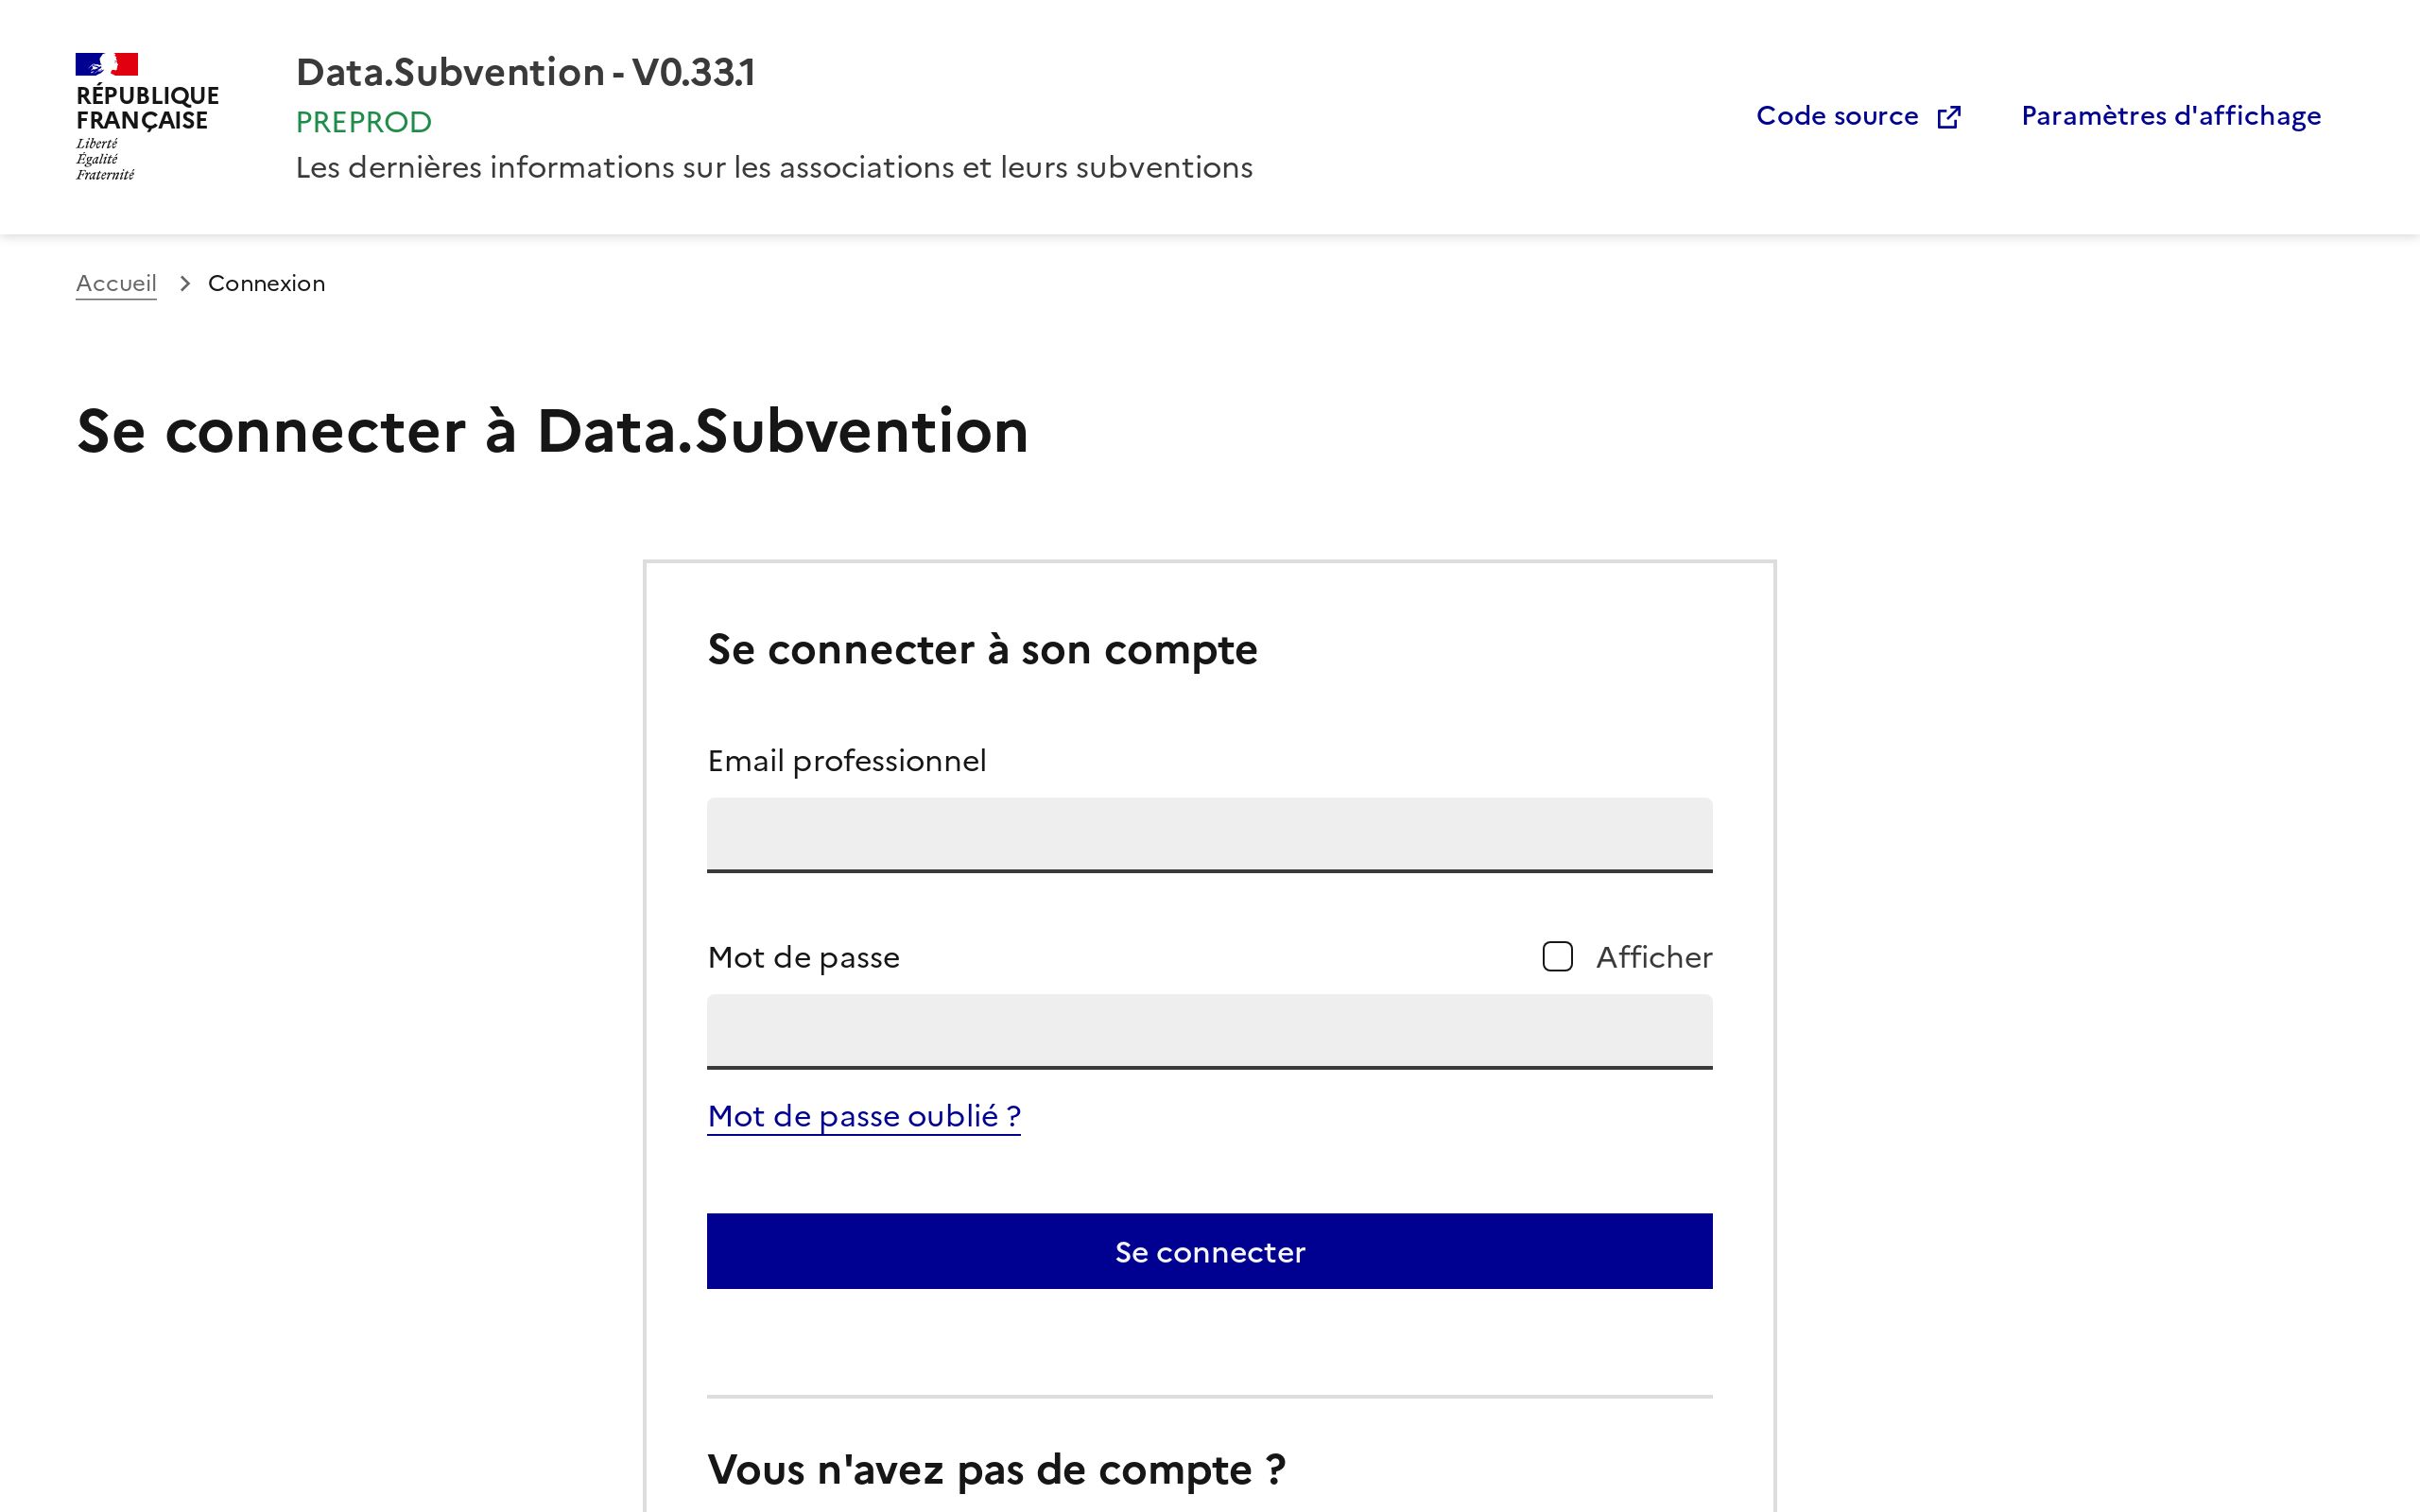 RÉPUBLIQUE
FRANÇAISE
Liberté
Égalité
Fraternité
Data.Subvention - V0.33.1
PREPROD
Les dernières informations sur les associations et leurs subventions
Code source
Paramètres d'affichage
Accueil
Connexion
Se connecter à Data.Subvention
Se connecter à son compte
Email professionnel
Mot de passe
Afficher
Mot de passe oublié ?
Se connecter
Vous n'avez pas de compte ?